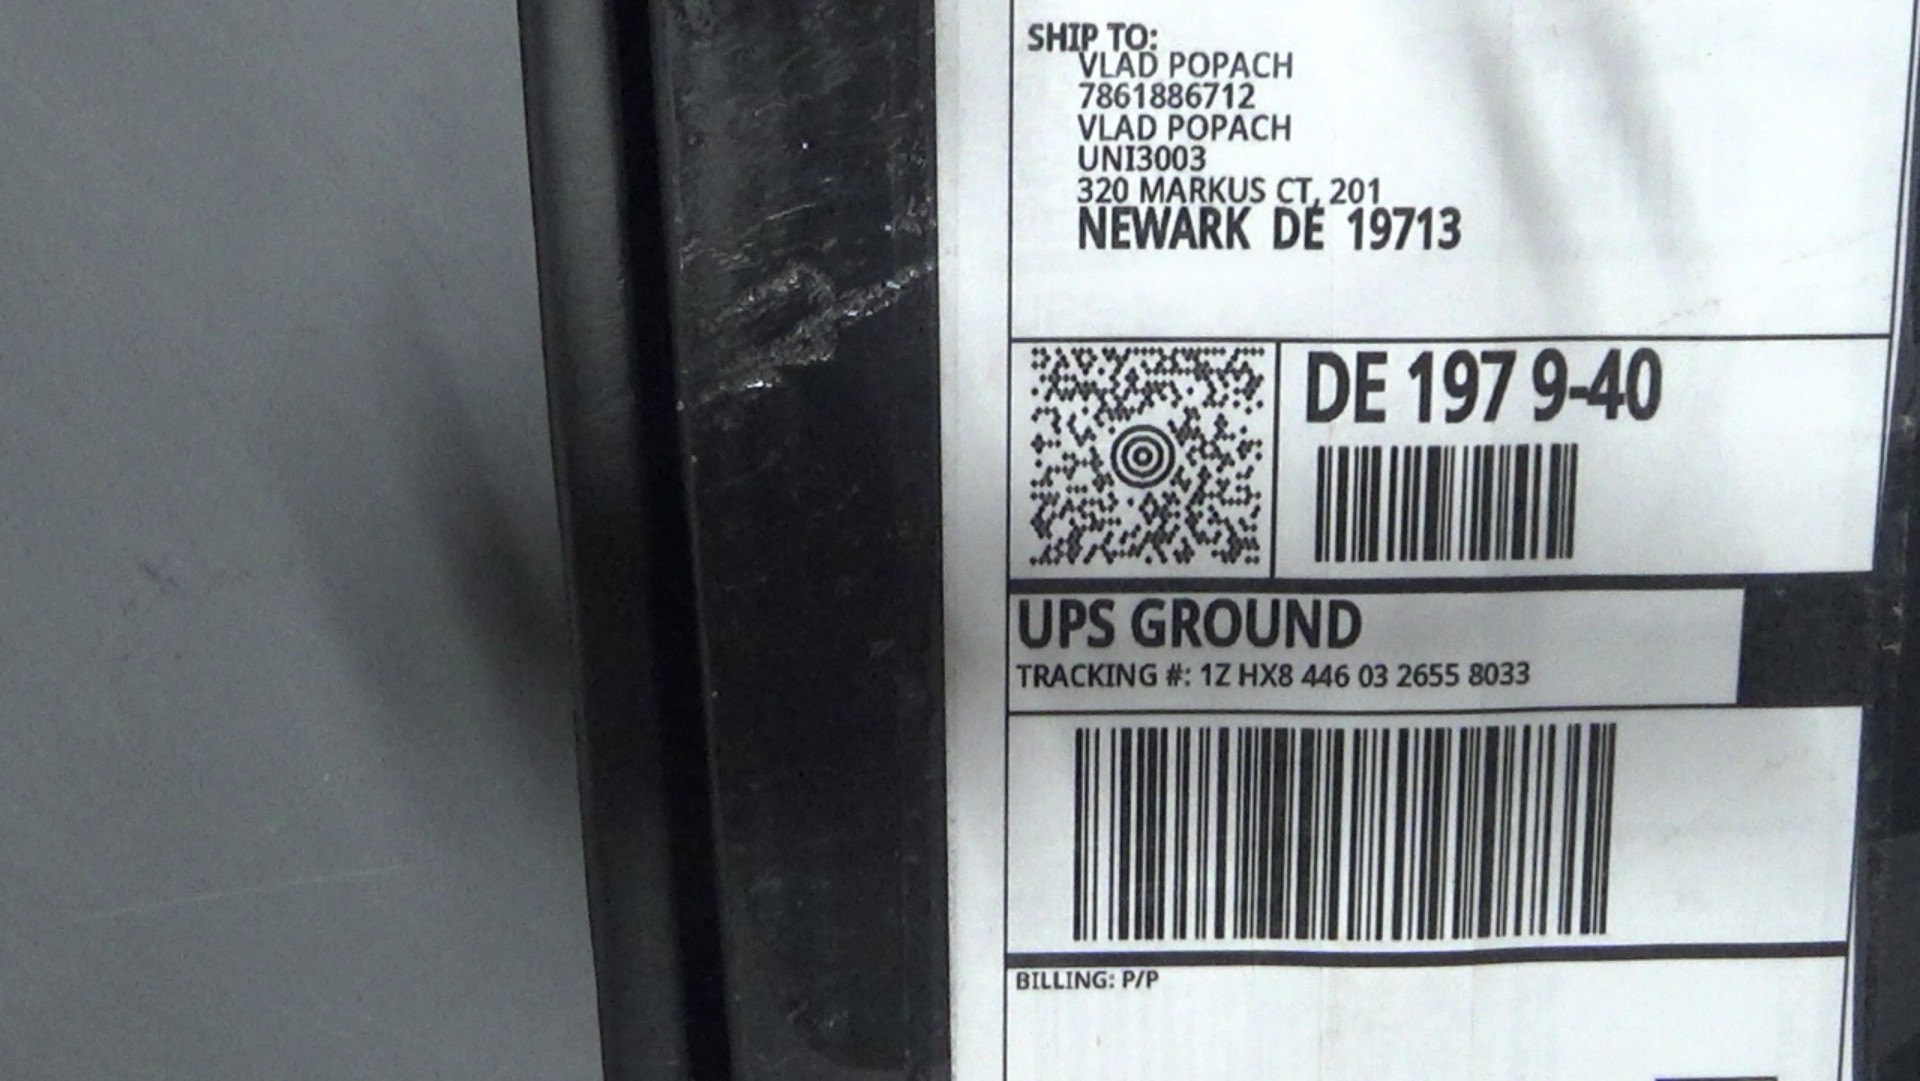 SHIP TO:
VLAD POPACH
7861886712
VLAD POPACH
UNI3003
320 MARKUS CT, 201
NEWARK DE 19713
DE 197 9-40
UPS GROUND
TRACKING #: 1Z HX8 446 03 2655 8033
BILLING: P/P